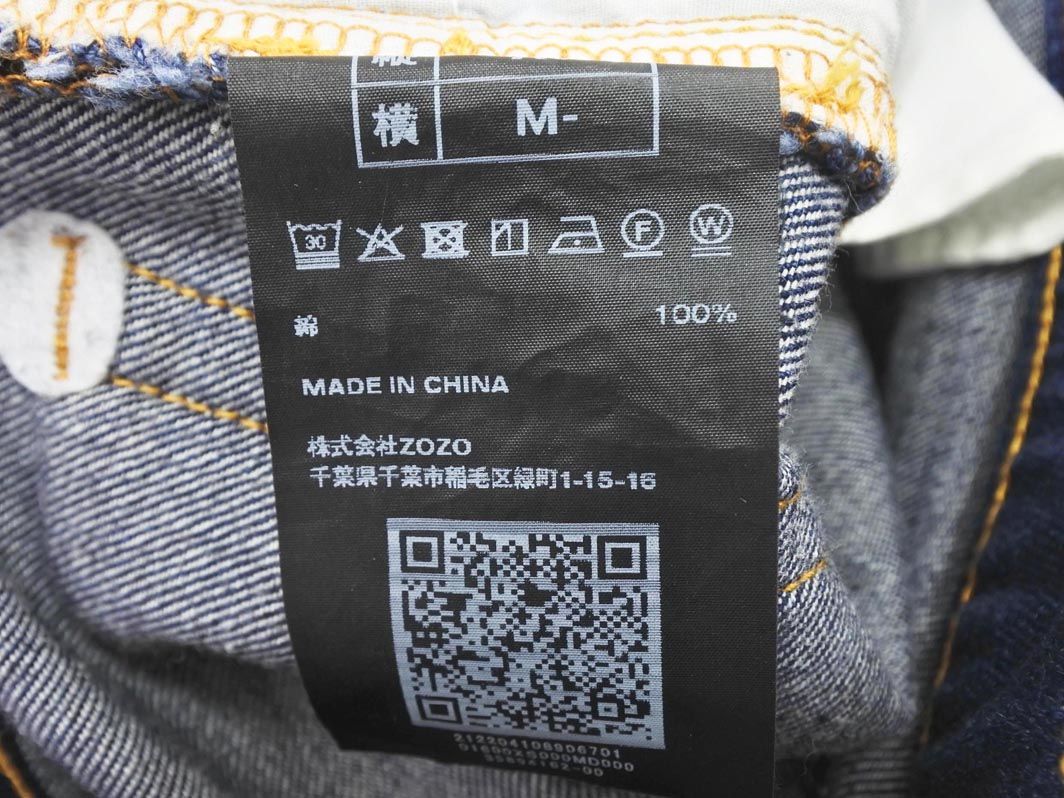 横 M-
30
F W
綿 100%
MADE IN CHINA
株式会社ZOZO
千葉県千葉市稲毛区緑町1-15-16
212204106906701